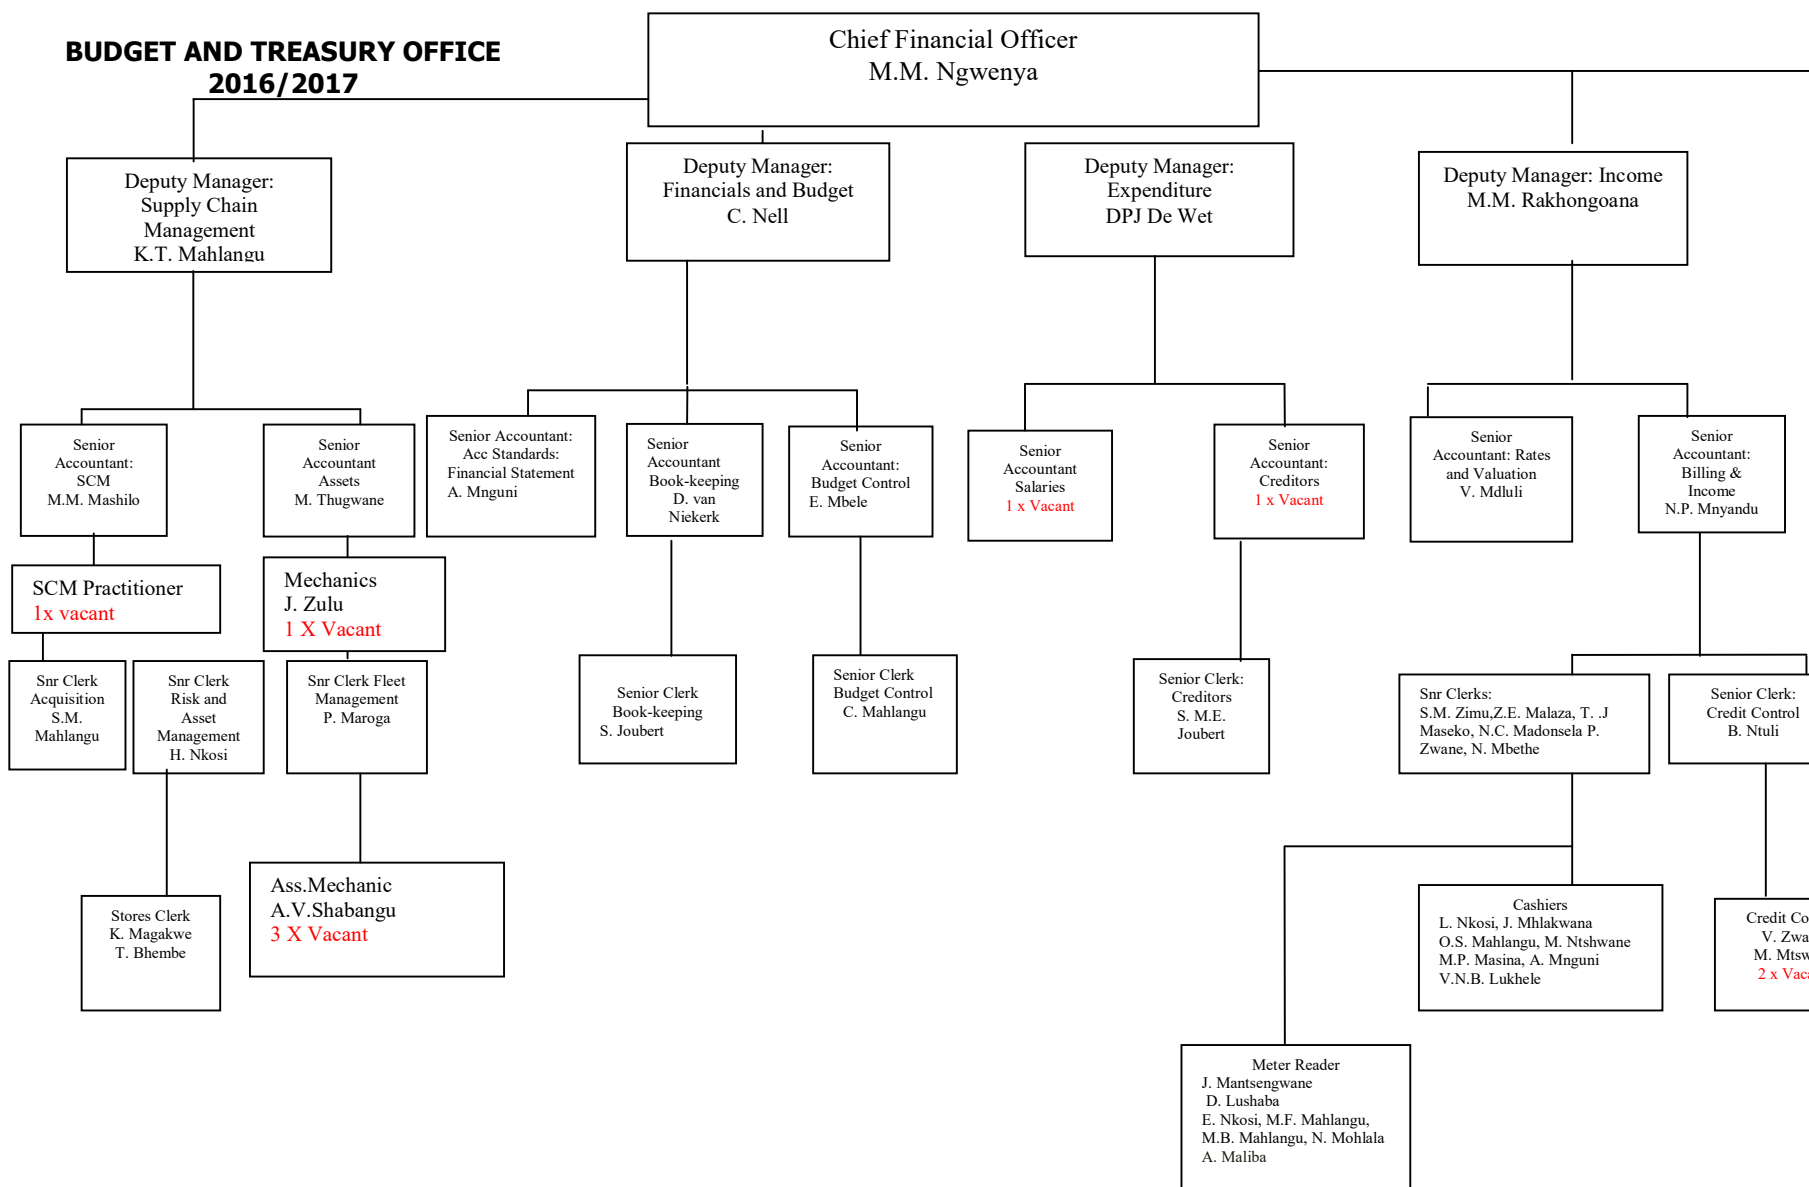 BUDGET AND TREASURY OFFICE
2016/2017
Chief Financial Officer
M.M. Ngwenya
Deputy Manager:
Supply Chain
Management
K.T. Mahlangu
Deputy Manager:
Financials and Budget
C. Nell
Deputy Manager:
Expenditure
DPJ De Wet
Deputy Manager: Income
M.M. Rakhongoana
Senior
Accountant:
SCM
M.M. Mashilo
Senior
Accountant
Assets
M. Thugwane
Senior Accountant:
Acc Standards:
Financial Statement
A. Mnguni
Senior
Accountant
Book-keeping
D. van
Niekerk
Senior
Accountant:
Budget Control
E. Mbele
Senior
Accountant
Salaries
1 x Vacant
Senior
Accountant:
Creditors
1 x Vacant
Senior
Accountant: Rates
and Valuation
V. Mdluli
Senior
Accountant:
Billing &
Income
N.P. Mnyandu
SCM Practitioner
1x vacant
Mechanics
J. Zulu
1 X Vacant
Snr Clerk
Acquisition
S.M.
Mahlangu
Snr Clerk
Risk and
Asset
Management
H. Nkosi
Snr Clerk Fleet
Management
P. Maroga
Senior Clerk
Book-keeping
S. Joubert
Senior Clerk
Budget Control
C. Mahlangu
Senior Clerk:
Creditors
S. M.E.
Joubert
Snr Clerks:
S.M. Zimu,Z.E. Malaza, T. .J
Maseko, N.C. Madonsela P.
Zwane, N. Mbethe
Senior Clerk:
Credit Control
B. Ntuli
Stores Clerk
K. Magakwe
T. Bhembe
Ass.Mechanic
A.V.Shabangu
3 X Vacant
Cashiers
L. Nkosi, J. Mhlakwana
O.S. Mahlangu, M. Ntshwane
M.P. Masina, A. Mnguni
V.N.B. Lukhele
Credit
V.
M.
2 x
Meter Reader
J. Mantsengwane
D. Lushaba
E. Nkosi, M.F. Mahlangu,
M.B. Mahlangu, N. Mohlala
A. Maliba